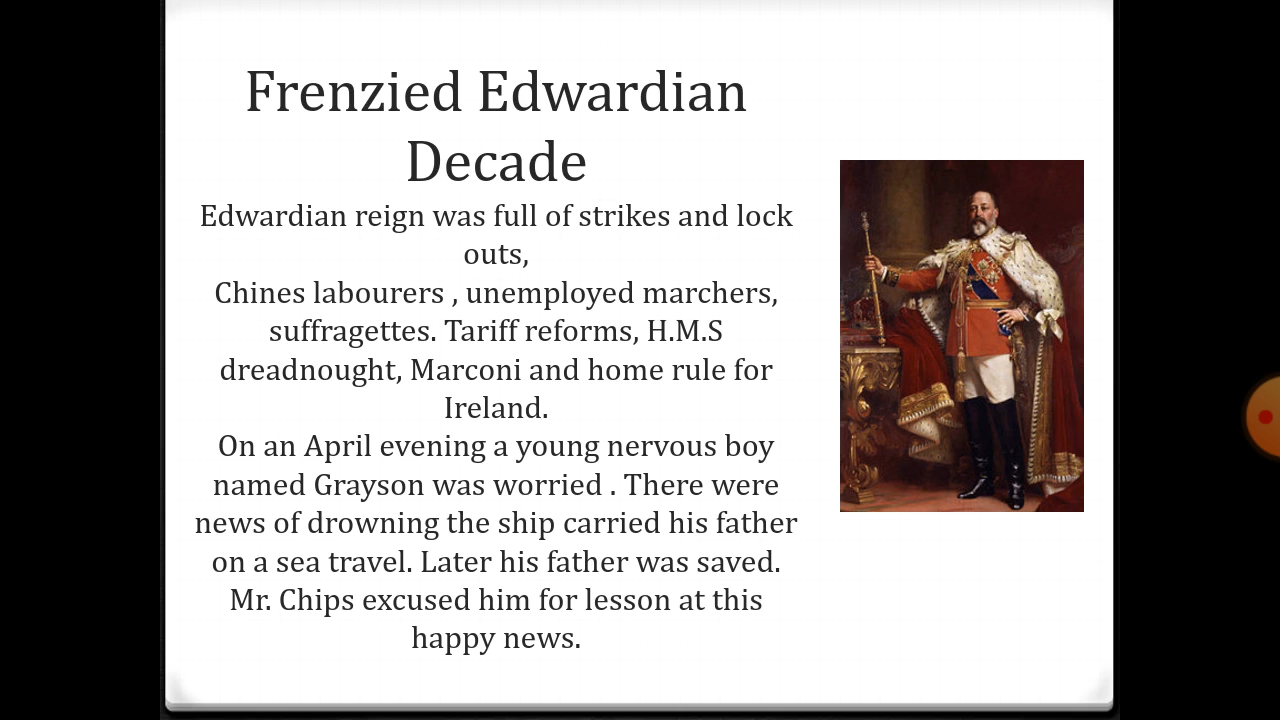 Frenzied Edwardian
Decade
Edwardian reign was full of strikes and lock
outs,
Chines labourers , unemployed marchers,
suffragettes. Tariff reforms, H.M.S
dreadnought, Marconi and home rule for
Ireland.
On an April evening a young nervous boy
named Grayson was worried . There were
news of drowning the ship carried his father
on a sea travel. Later his father was saved.
Mr. Chips excused him for lesson at this
happy news.